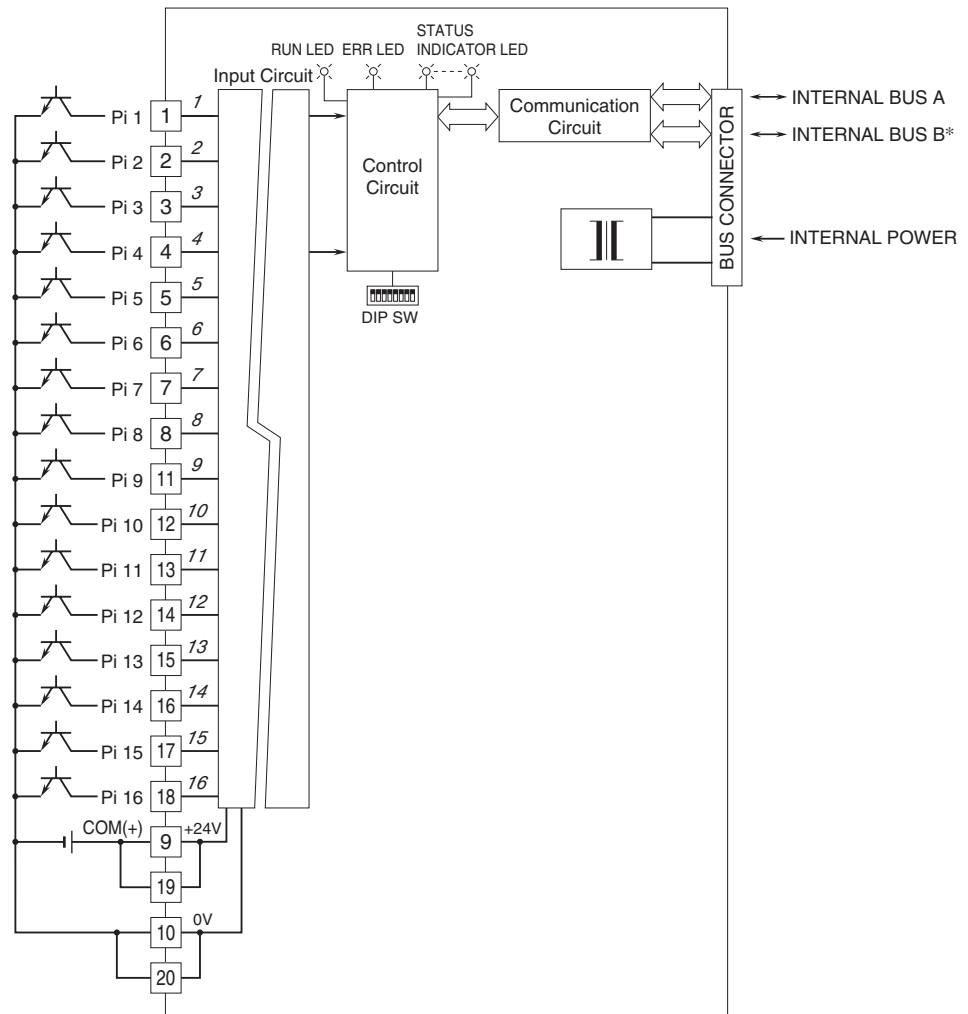 STATUS
RUN LED ERR LED INDICATOR LED
Input Circuit
Pi 1 1 1
Pi 2 2 2
Pi 3 3 3
Pi 4 4 4
Pi 5 5 5
Pi 6 6 6
Pi 7 7 7
Pi 8 8 8
Pi 9 11 9
Pi 10 12 10
Pi 11 13 11
Pi 12 14 12
Pi 13 15 13
Pi 14 16 14
Pi 15 17 15
Pi 16 18 16
COM(+) 9 +24V
19
10 0V
20
Control
Circuit
DIP SW
Communication
Circuit
BUS CONNECTOR
INTERNAL BUS A
INTERNAL BUS B*
INTERNAL POWER